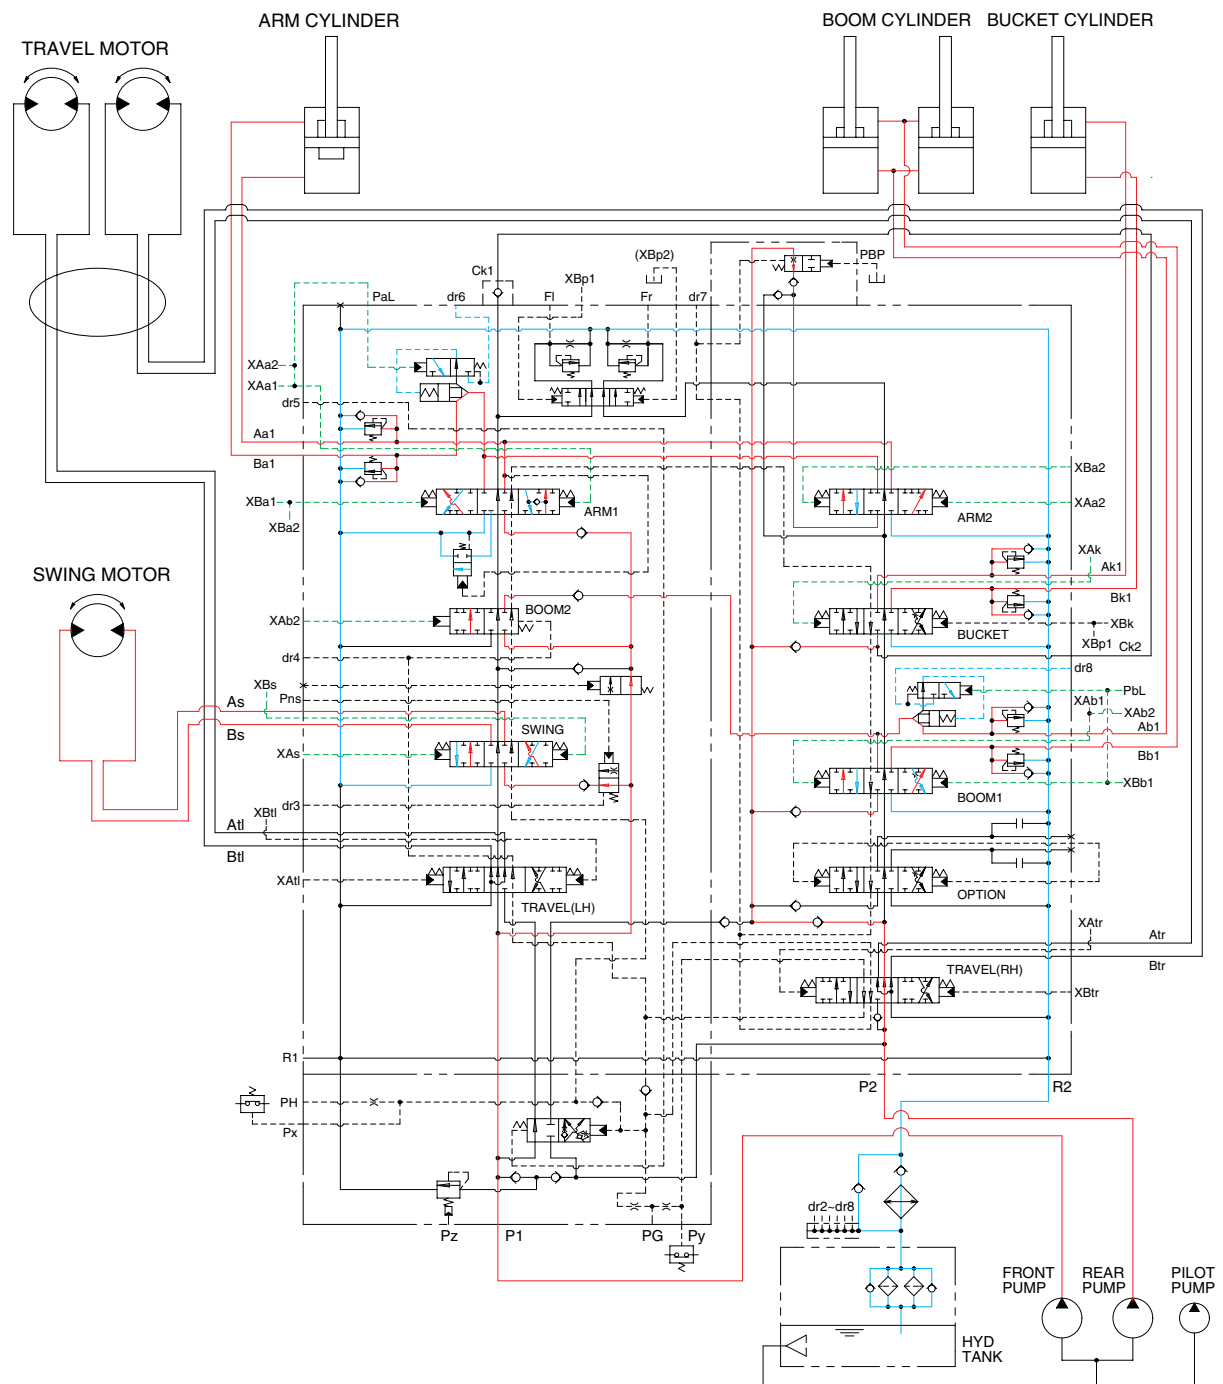 ARM CYLINDER
BOOM CYLINDER
BUCKET CYLINDER
TRAVEL MOTOR
Ck1
(XBp2)
XBp1
PBP
PaL
dr6
Fl
Fr
dr7
XAa2
XAa1
dr5
Aa1
Ba1
XBa2
XBa1
XAa2
ARM1
ARM2
XBa2
XAk
Ak1
SWING MOTOR
Bk1
BOOM2
XAb2
XBk
BUCKET
XBp1
Ck2
dr4
dr8
XBs
Pns
PbL
As
XAb1
XAb2
Bs
SWING
Ab1
XAs
Bb1
BOOM1
XBb1
dr3
XBtl
Atl
Btl
XAtl
OPTION
TRAVEL(LH)
XAtr
Atr
TRAVEL(RH)
Btr
XBtr
R1
P2
R2
PH
Px
dr2~dr8
Pz
P1
PG
Py
FRONT
PUMP
REAR
PUMP
PILOT
PUMP
HYD
TANK